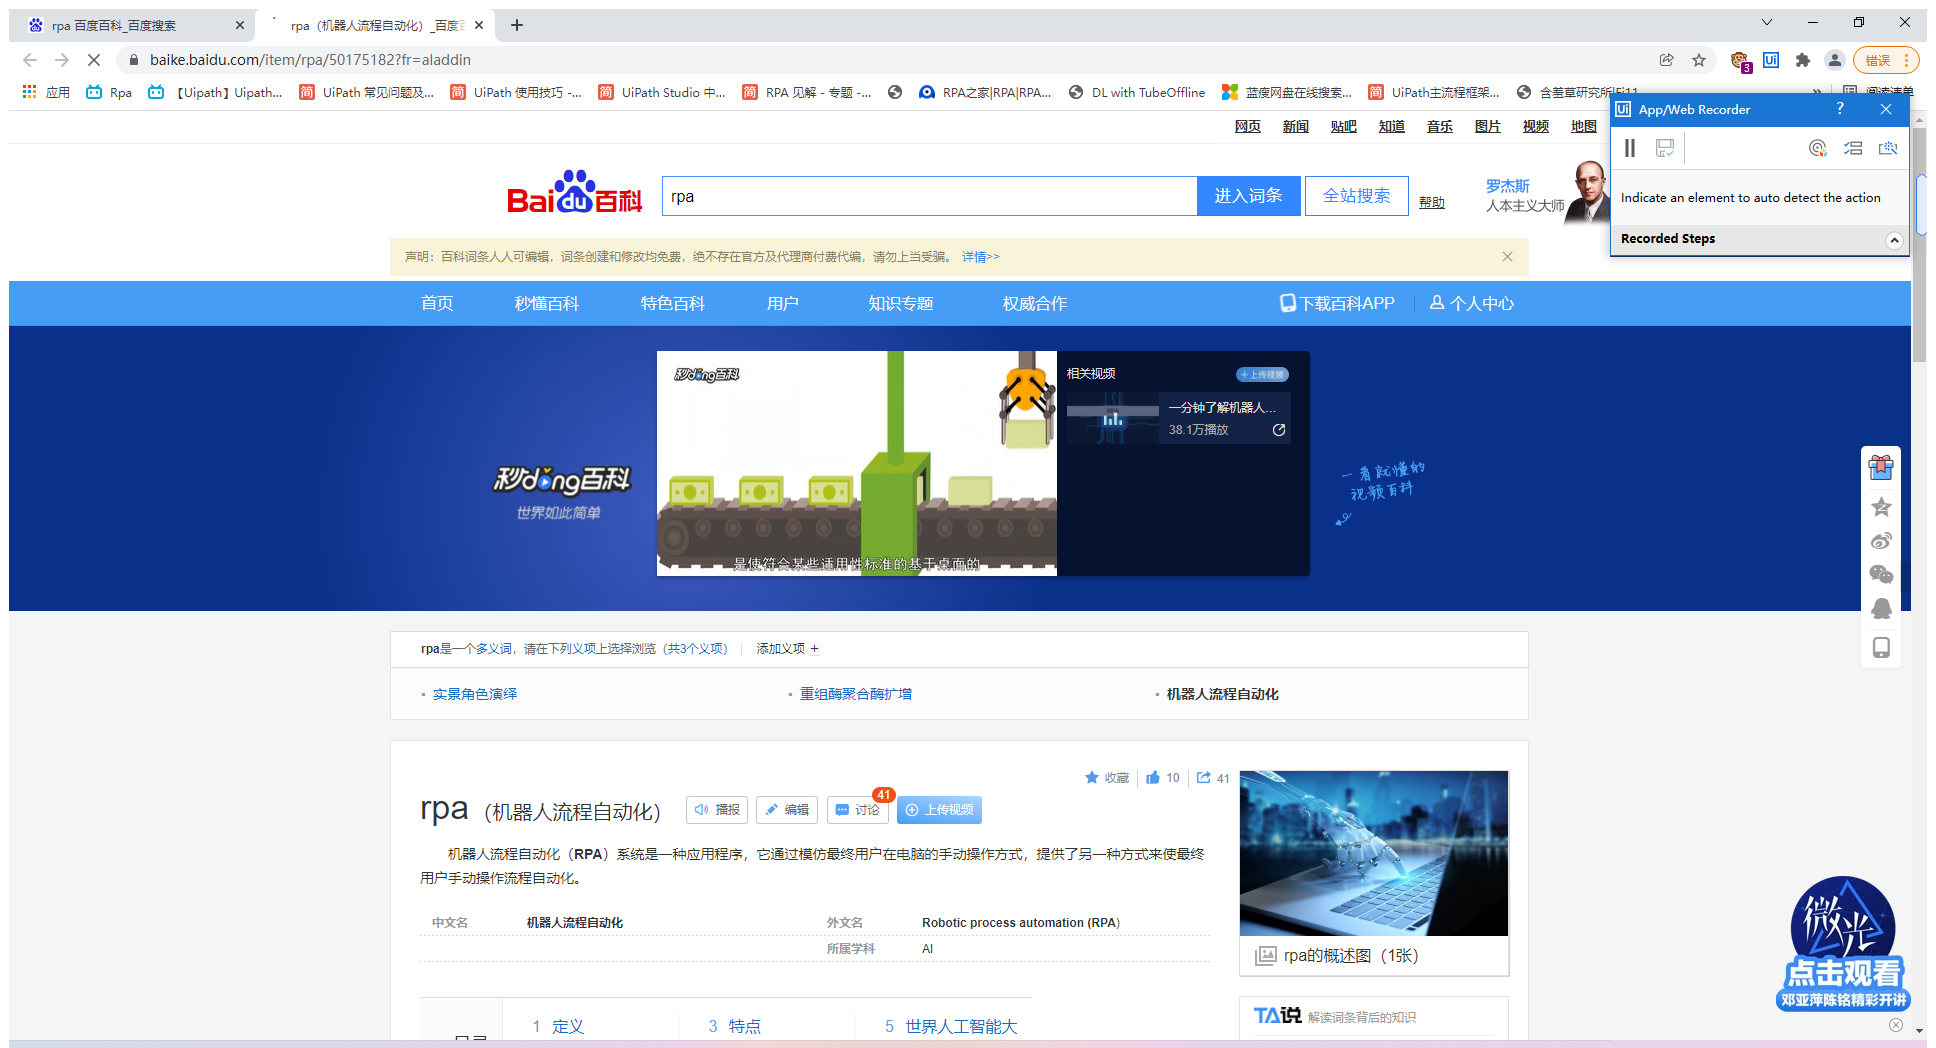 rpa 百度百科_百度搜索
rpa（机器人流程自动化）_百度百
baike.baidu.com/item/rpa/50175182?fr=aladdin
3
错误
应用
Rpa
【Uipath】Uipath...
UiPath 常见问题及...
UiPath 使用技巧 -...
UiPath Studio 中...
RPA 见解 - 专题 -...
RPA之家|RPA|RPA...
DL with TubeOffline
蓝疫网盘在线搜索...
UiPath主流程框架...
含羞草研究所|Fi11
阅读清单
App/Web Recorder
Indicate an element to auto detect the action
Recorded Steps
网页 新闻 贴吧 知道 音乐 图片 视频 地图
Baidu百科
rpa
进入词条
全站搜索
帮助
罗杰斯
人本主义大师
声明：百科词条人人可编辑，词条创建和修改均免费，绝不存在官方及代理商付费代编，请勿上当受骗。 详情>>
首页 秒懂百科 特色百科 用户 知识专题 权威合作 下载百科APP 个人中心
秒dǒng百科
世界如此简单
秒dǒng百科
是使符合某些适用性标准的基于桌面的
相关视频
+上传视频
一分钟了解机器人...
38.1万播放
一看就懂的
视频百科
rpa是一个多义词，请在下列义项上选择浏览（共3个义项）
添加义项 +
▪ 实景角色演绎
▪ 重组酶聚合酶扩增
▪ 机器人流程自动化
收藏 10 41
rpa（机器人流程自动化）
播报
编辑
讨论
41
上传视频
机器人流程自动化（RPA）系统是一种应用程序，它通过模仿最终用户在电脑的手动操作方式，提供了另一种方式来使最终
用户手动操作流程自动化。
中文名 机器人流程自动化
外文名 Robotic process automation (RPA)
所属学科 AI
rpa的概述图（1张）
TA说 解读词条背后的知识
1 定义
3 特点
5 世界人工智能大
微光
点击观看
邓亚萍陈铭精彩开讲